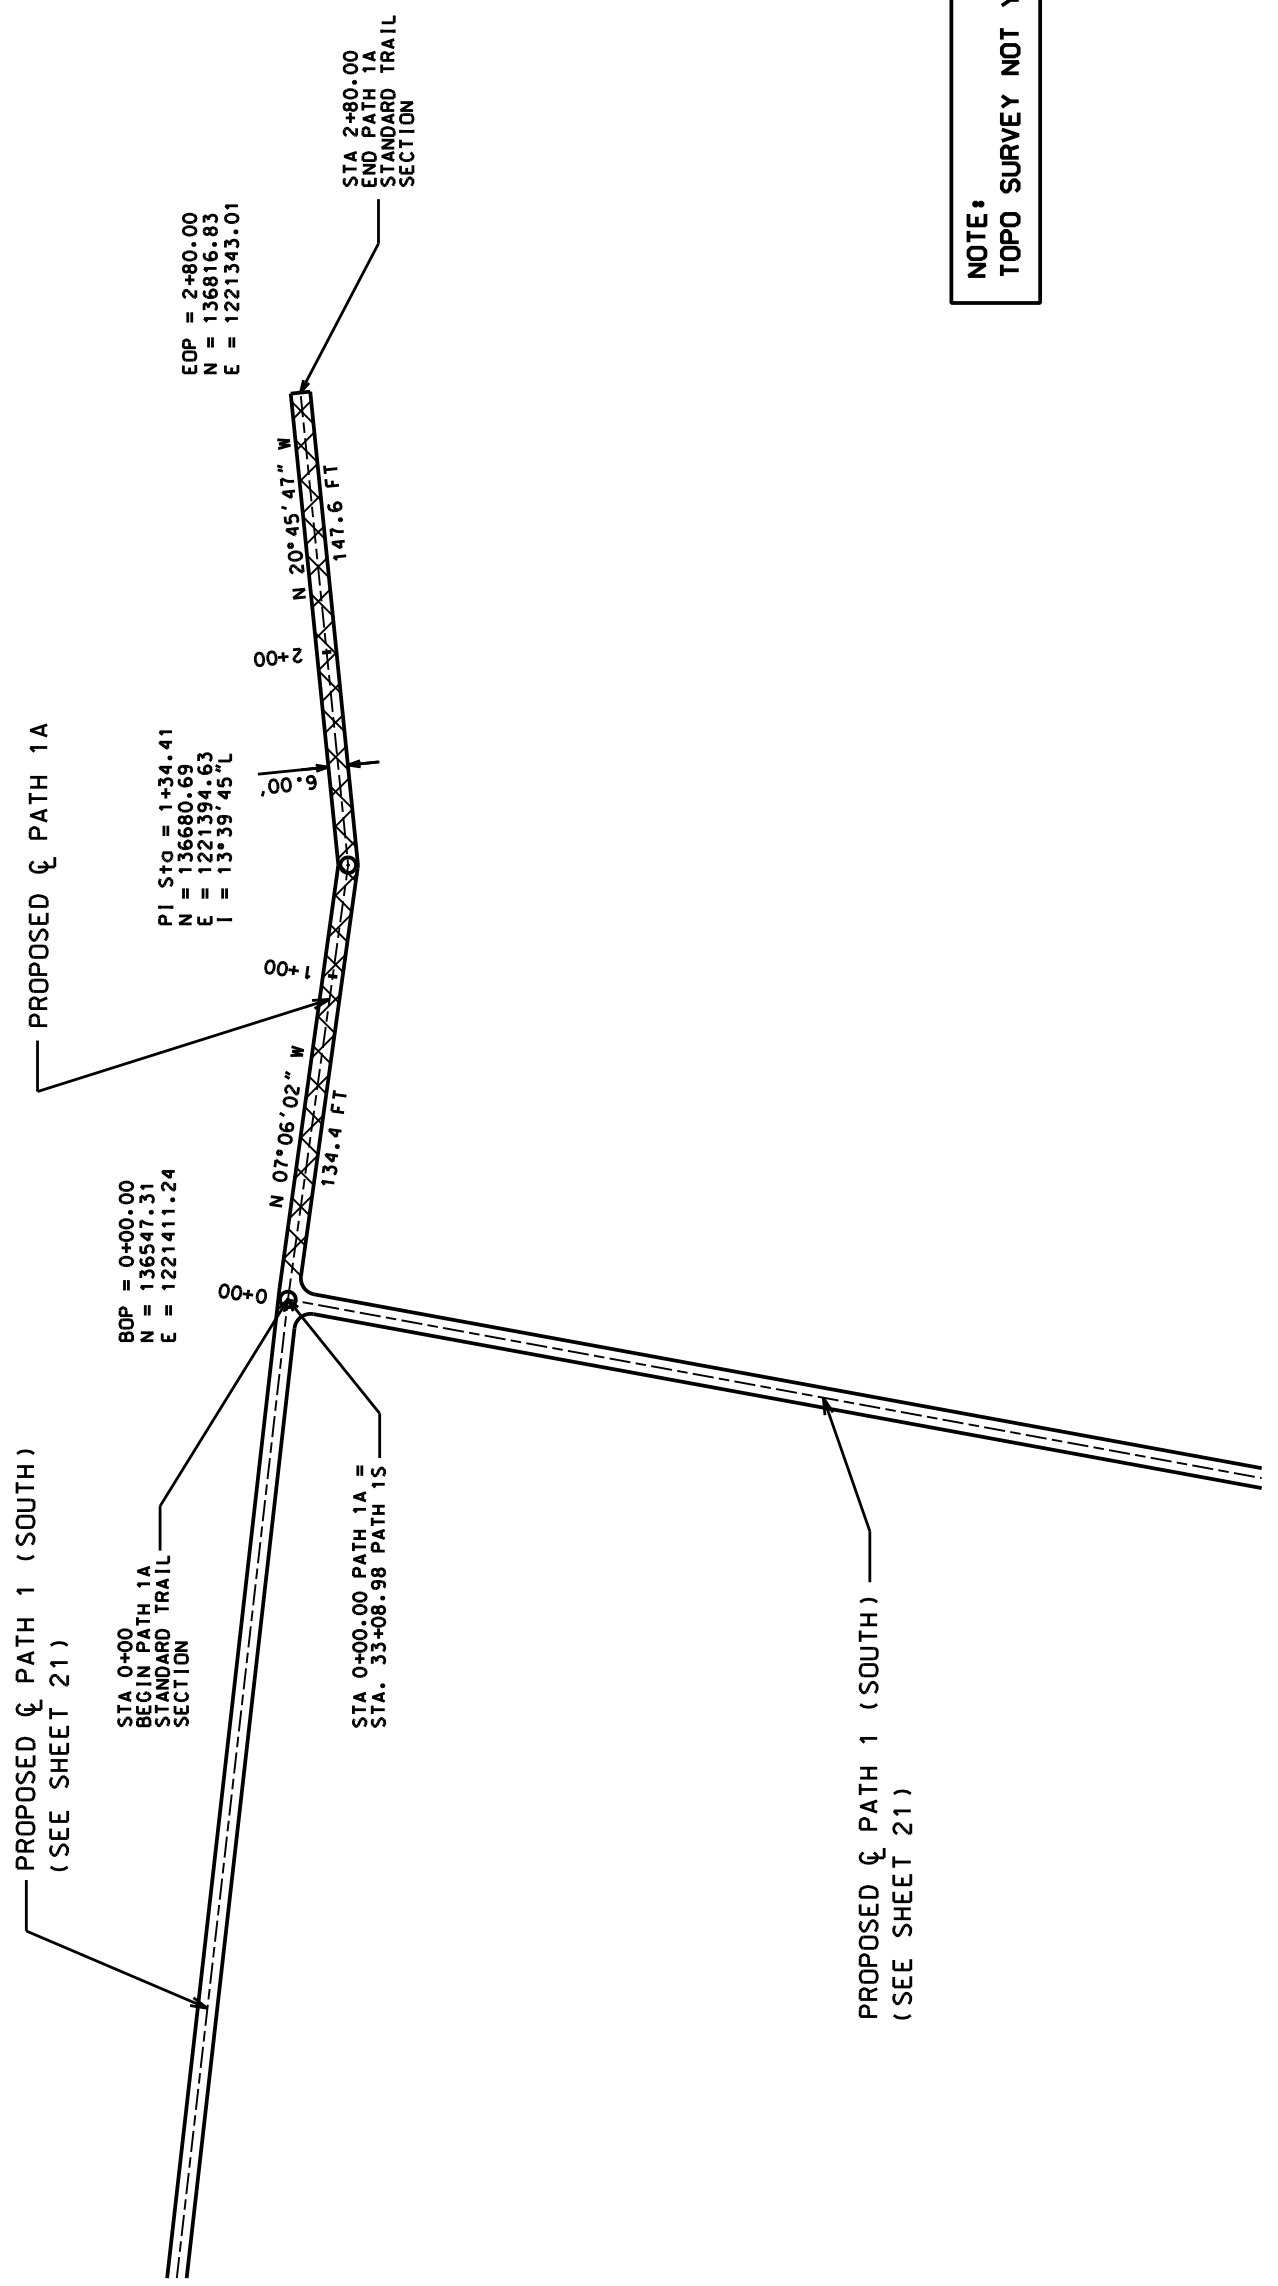 PROPOSED ℄ PATH 1 (SOUTH)
(SEE SHEET 21)
STA 0+00
BEGIN PATH 1A
STANDARD TRAIL
SECTION
STA 0+00.00 PATH 1A =
STA. 33+08.98 PATH 1S
BOP = 0+00.00
N = 136547.31
E = 1221411.24
0+00
N 07°06'02" W
134.4 FT
PROPOSED ℄ PATH 1A
1+00
PI Sta = 1+34.41
N = 136680.69
E = 1221394.63
I = 13°39'45"L
6.00'
2+00
N 20°45'47" W
147.6 FT
EOP = 2+80.00
N = 136816.83
E = 1221343.01
STA 2+80.00
END PATH 1A
STANDARD TRAIL
SECTION
PROPOSED ℄ PATH 1 (SOUTH)
(SEE SHEET 21)
NOTE:
TOPO SURVEY NOT